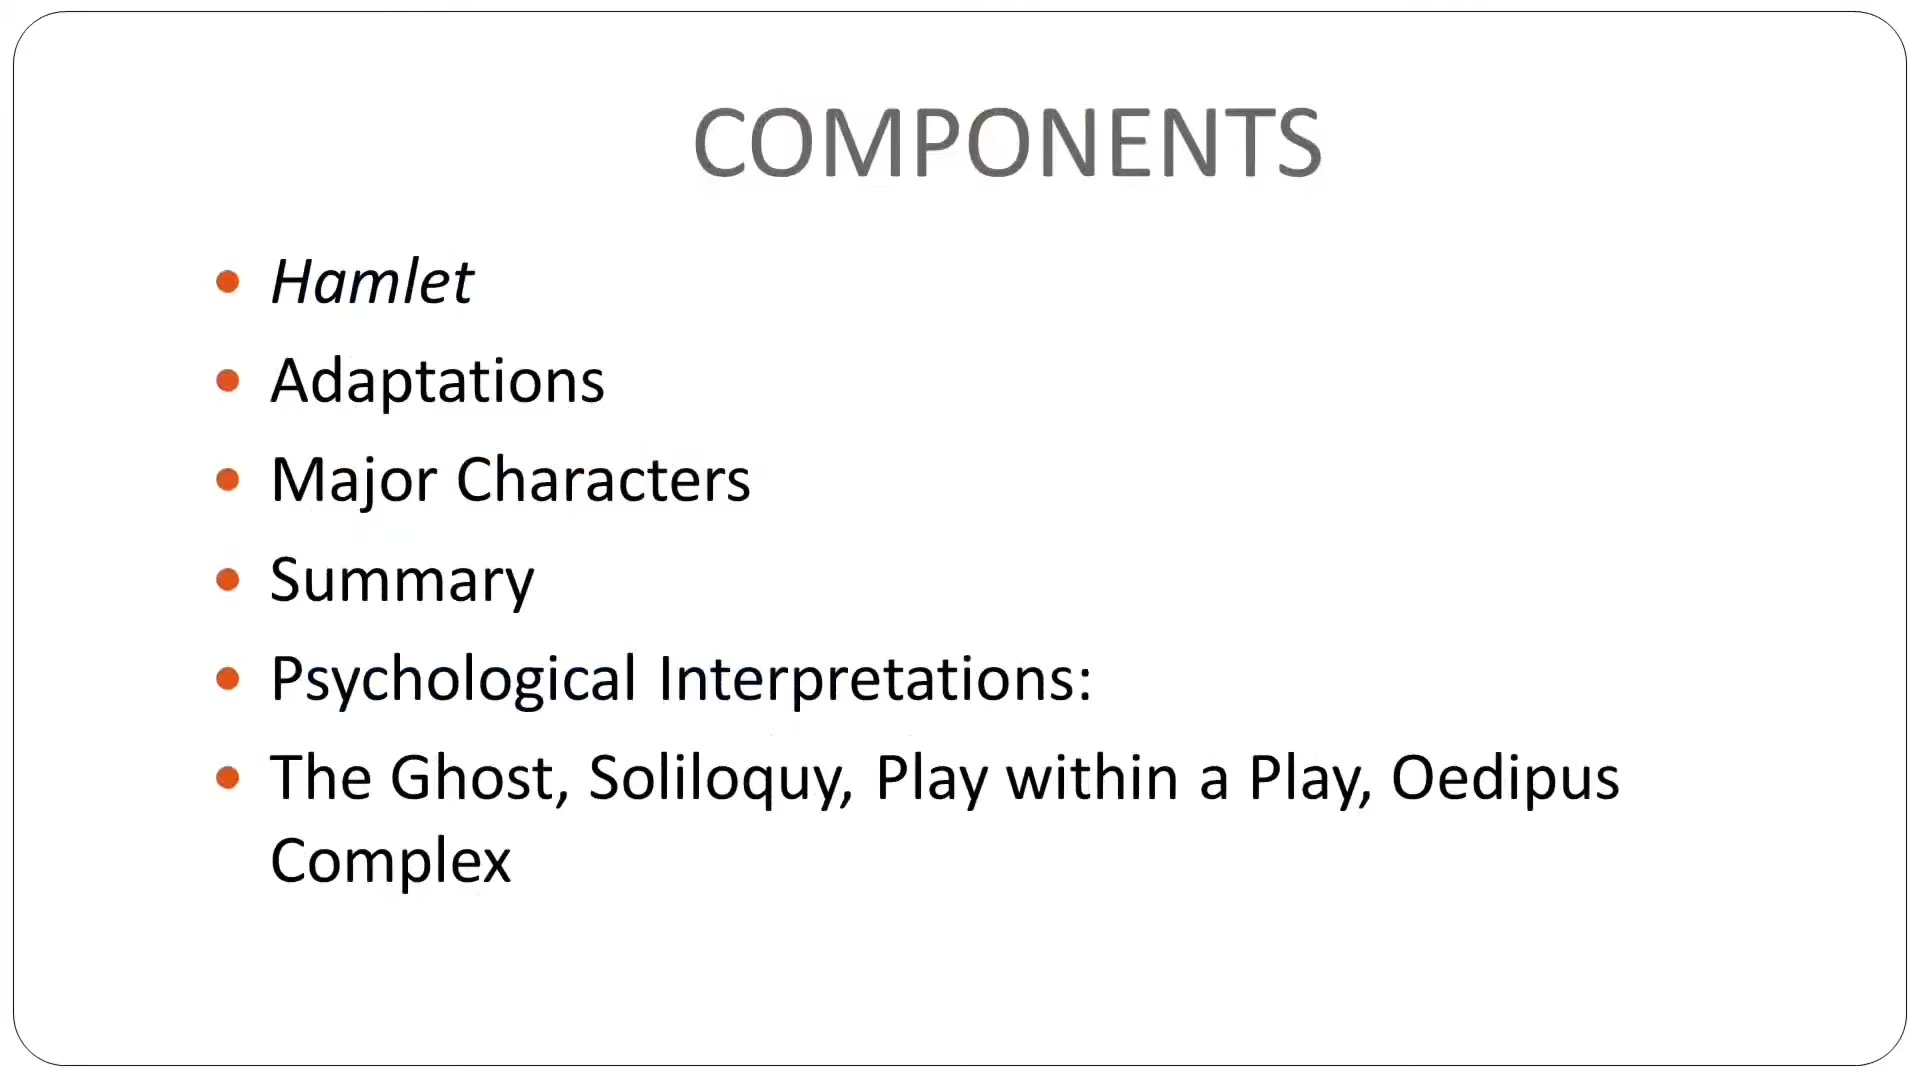 COMPONENTS
Hamlet
Adaptations
Major Characters
Summary
Psychological Interpretations:
The Ghost, Soliloquy, Play within a Play, Oedipus
Complex